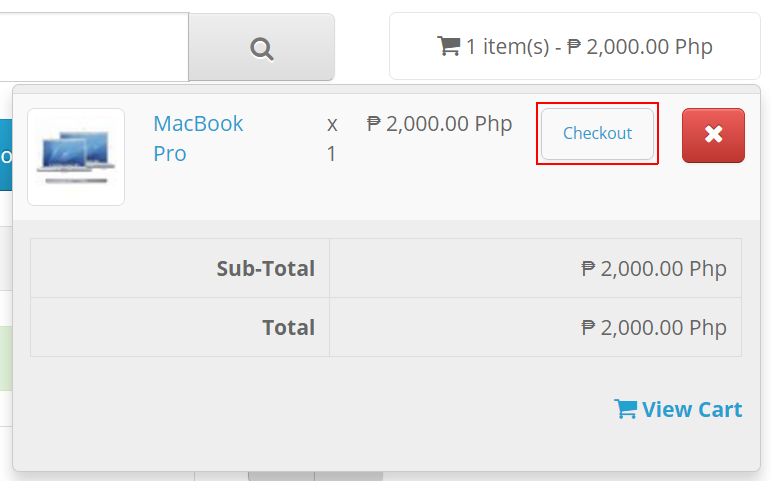 1 item(s) - ₱ 2,000.00 Php
MacBook Pro x 1 ₱ 2,000.00 Php Checkout
Sub-Total ₱ 2,000.00 Php
Total ₱ 2,000.00 Php
View Cart